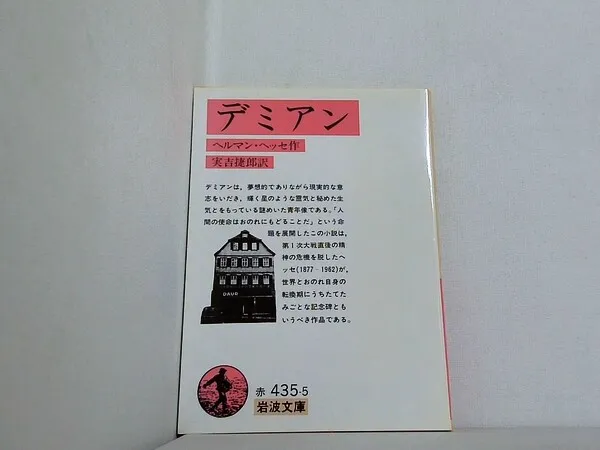 デミアン
ヘルマン・ヘッセ作
実吉捷郎訳
デミアンは，夢想的でありながら現実的な意
志をいだき，輝く星のような霊気と秘めた生
気とをもっている謎めいた青年像である。「人
間の使命はおのれにもどることだ」という命
題を展開したこの小説は，
第１次大戦直後の精
神の危機を脱したヘ
ッセ(1877－1962)が，
世界とおのれ自身の
転換期にうちたてた
みごとな記念碑とも
いうべき作品である。
DAUR
赤 435-5
岩波文庫